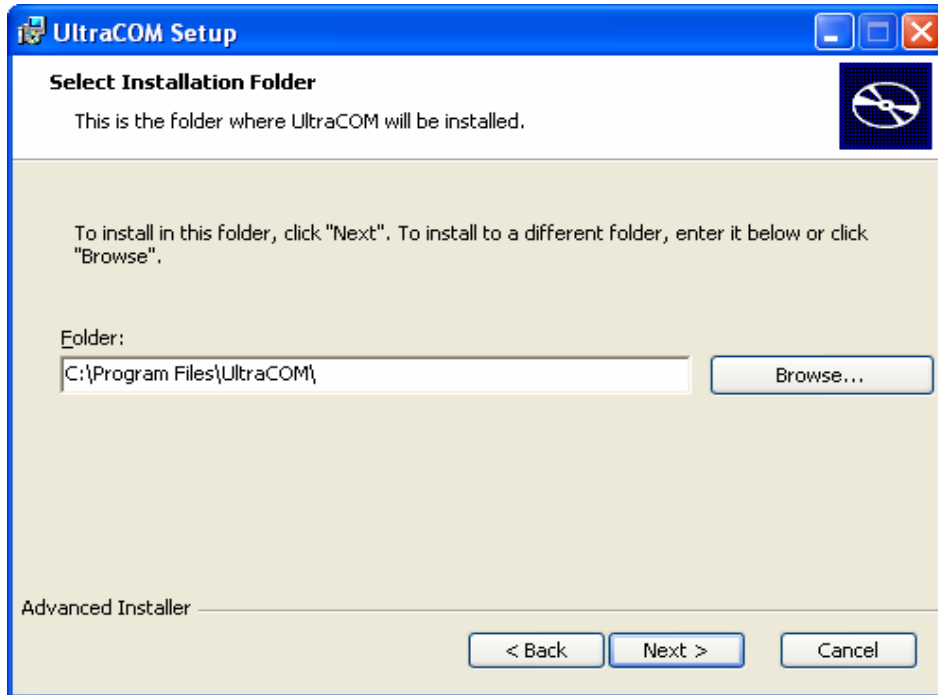 UltraCOM Setup
Select Installation Folder
This is the folder where UltraCOM will be installed.
To install in this folder, click "Next". To install to a different folder, enter it below or click
"Browse".
Folder:
C:\Program Files\UltraCOM\
Browse...
Advanced Installer
< Back
Next >
Cancel